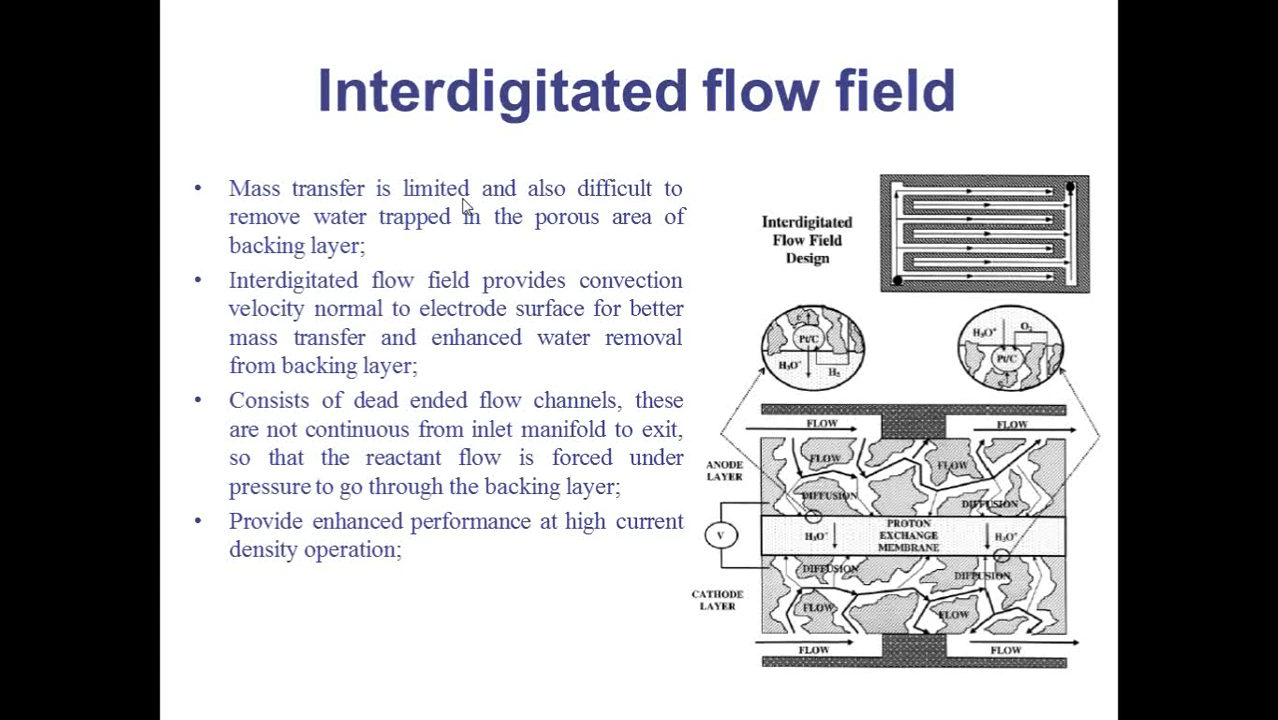 Interdigitated flow field
• Mass transfer is limited and also difficult to
remove water trapped in the porous area of
backing layer;
• Interdigitated flow field provides convection
velocity normal to electrode surface for better
mass transfer and enhanced water removal
from backing layer;
• Consists of dead ended flow channels, these
are not continuous from inlet manifold to exit,
so that the reactant flow is forced under
pressure to go through the backing layer;
• Provide enhanced performance at high current
density operation;
Interdigitated
Flow Field
Design
e⁻
Pt/C
H₃O⁺
H₂
H₃O⁺
O₂
Pt/C
e⁻
FLOW
FLOW
ANODE
LAYER
FLOW
FLOW
DIFFUSION
DIFFUSION
V
H₃O⁺
PROTON
EXCHANGE
MEMBRANE
H₃O⁺
DIFFUSION
DIFFUSION
CATHODE
LAYER
FLOW
FLOW
FLOW
FLOW